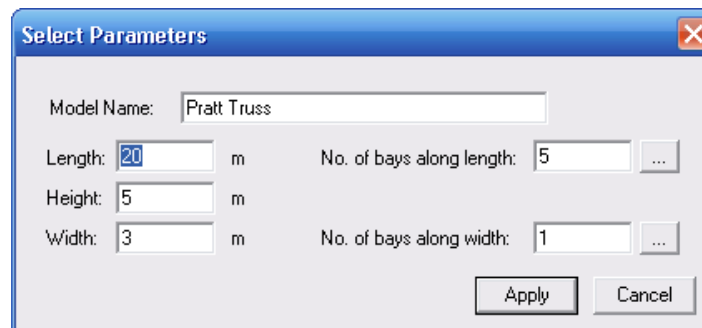 Select Parameters
Model Name: Pratt Truss
Length: 20 m No. of bays along length: 5 ...
Height: 5 m
Width: 3 m No. of bays along width: 1 ...
Apply Cancel